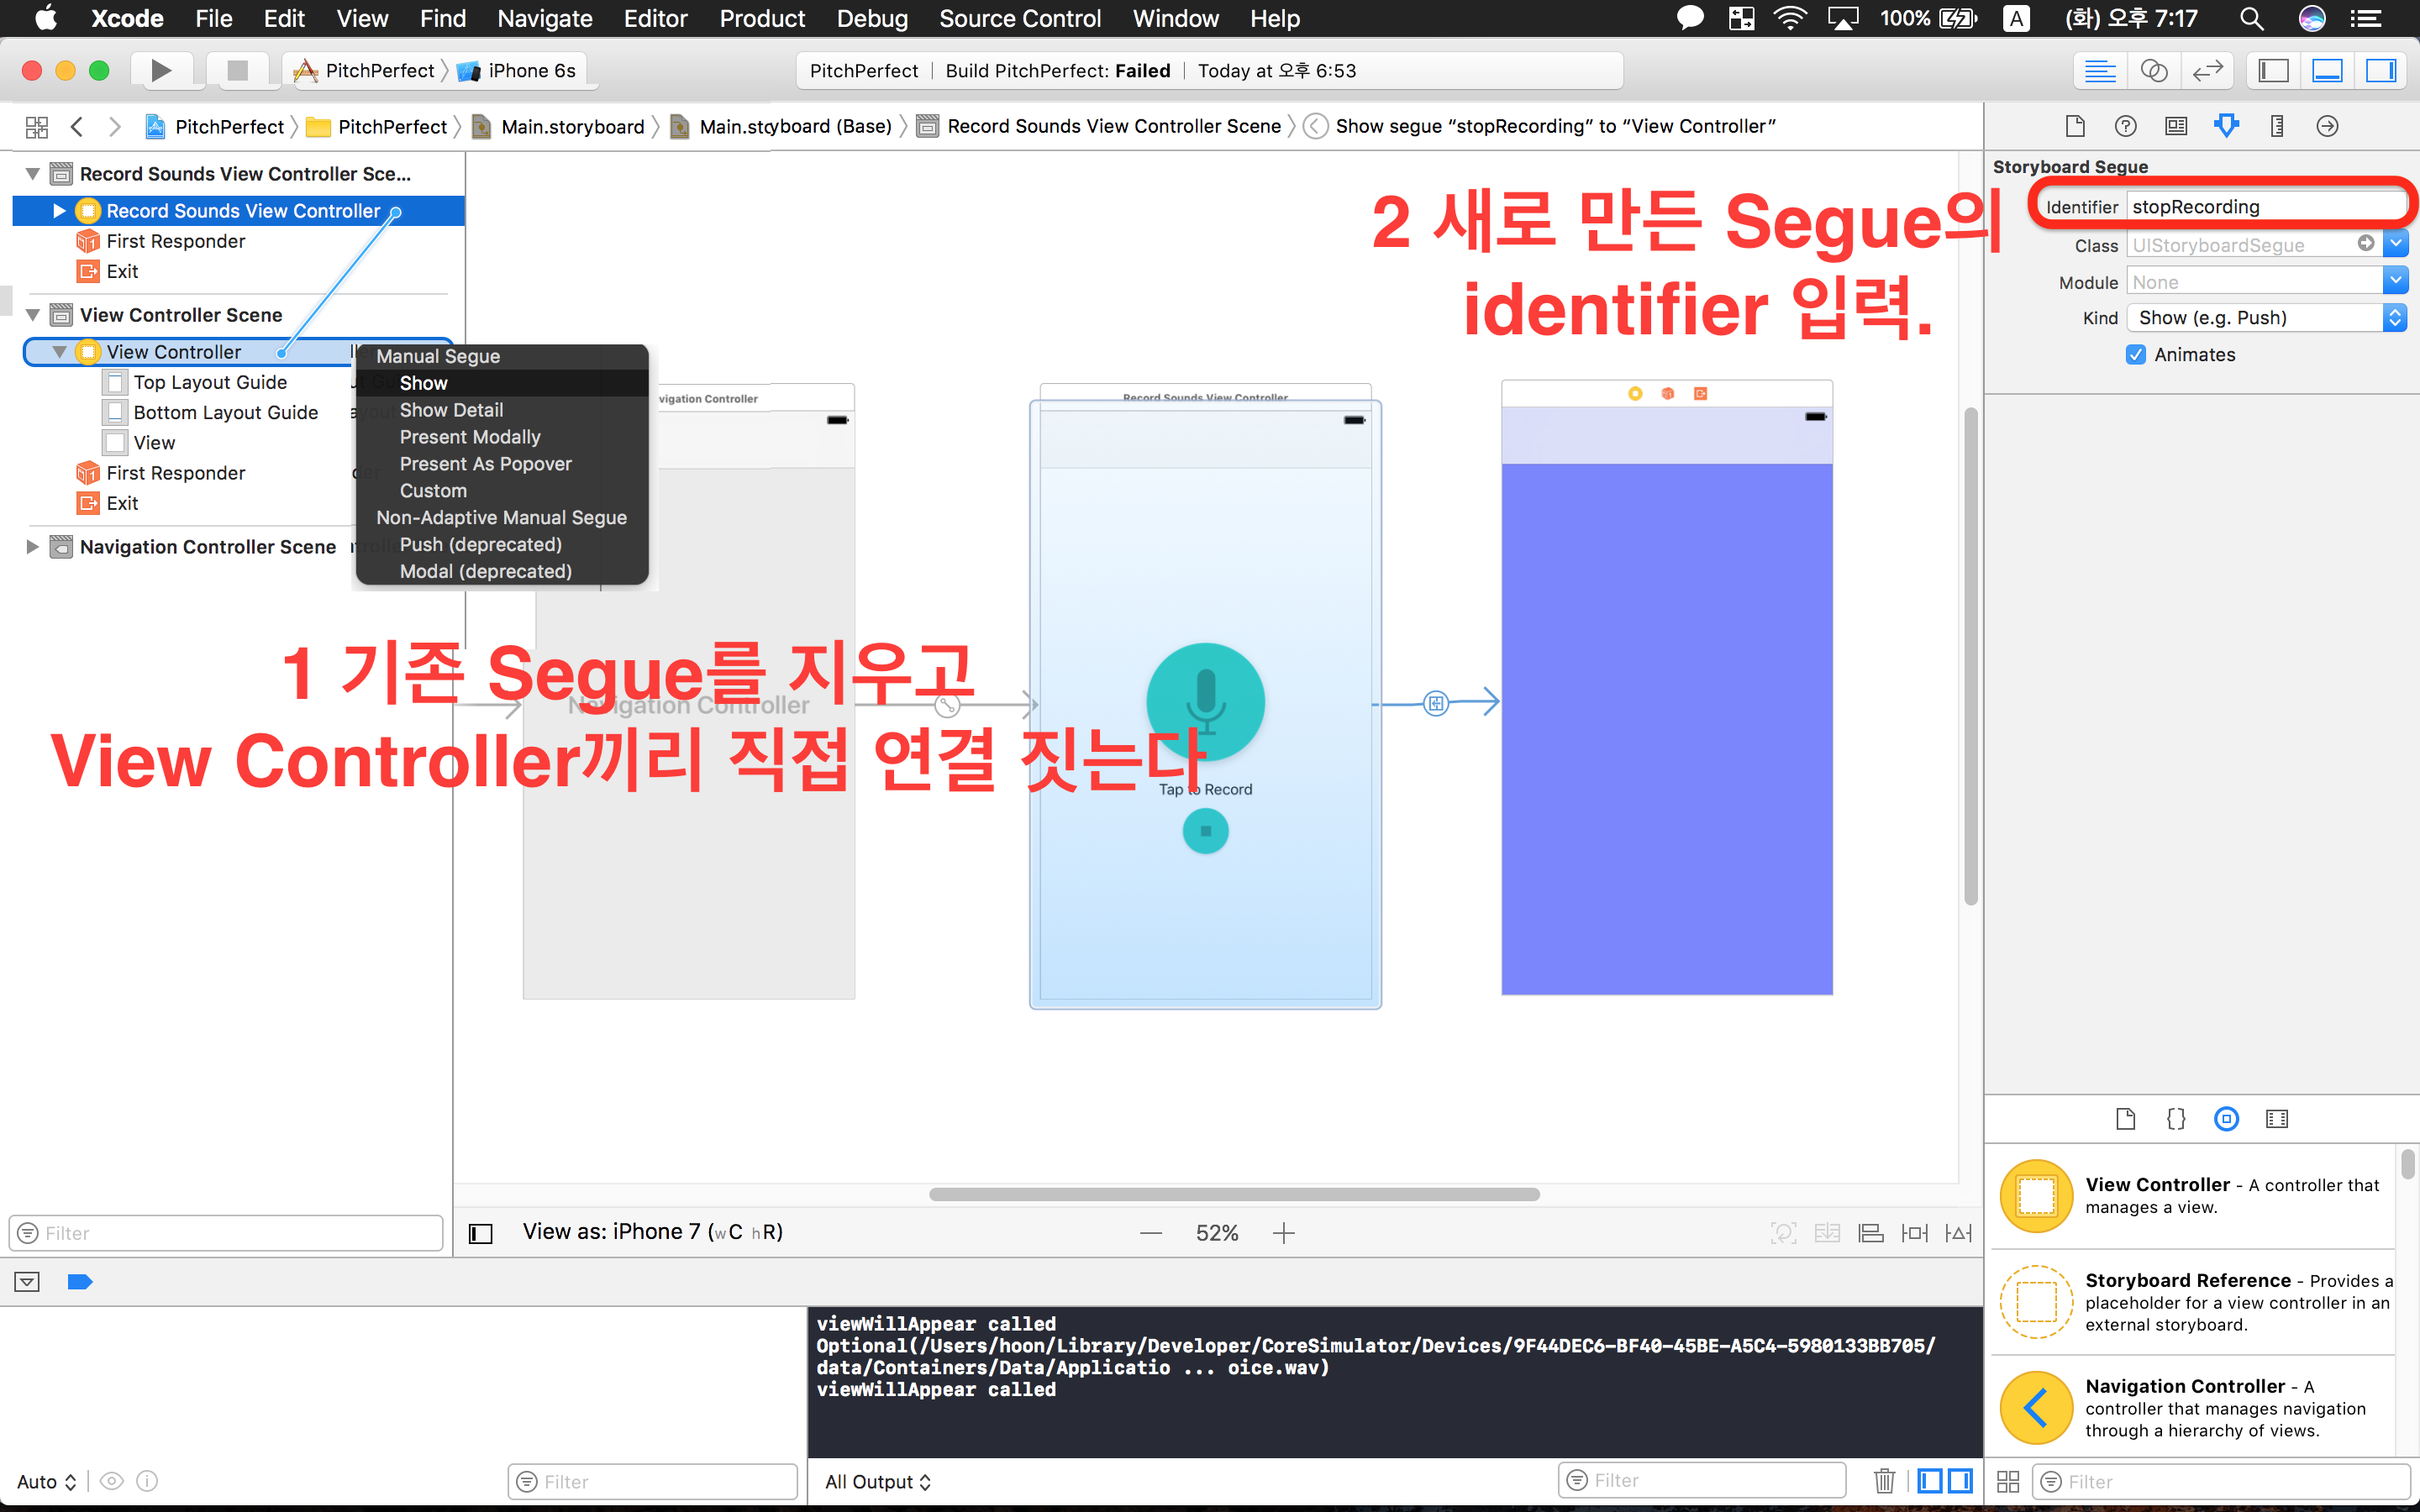 Xcode File Edit View Find Navigate Editor Product Debug Source Control Window Help 100% A (화) 오후 7:17
PitchPerfect iPhone 6s
PitchPerfect Build PitchPerfect: Failed Today at 오후 6:53
PitchPerfect PitchPerfect Main.storyboard Main.storyboard (Base) Record Sounds View Controller Scene Show segue “stopRecording” to “View Controller”
Record Sounds View Controller Sce...
Record Sounds View Controller
First Responder
Exit
View Controller Scene
View Controller
Top Layout Guide
Bottom Layout Guide
View
First Responder
Exit
Navigation Controller Scene
Manual Segue
Show
Show Detail
Present Modally
Present As Popover
Custom
Non-Adaptive Manual Segue
Push (deprecated)
Modal (deprecated)
vigation Controller
Record Sounds View Controller
2 새로 만든 Segue의
identifier 입력.
1 기존 Segue를 지우고
View Controller끼리 직접 연결 짓는다
Navigation Controller
Tap to Record
Storyboard Segue
Identifier stopRecording
Class UIStoryboardSegue
Module None
Kind Show (e.g. Push)
Animates
Filter
View as: iPhone 7 (wC hR)
52%
viewWillAppear called
Optional(/Users/hoon/Library/Developer/CoreSimulator/Devices/9F44DEC6-BF40-45BE-A5C4-5980133BB705/
data/Containers/Data/Applicatio ... oice.wav)
viewWillAppear called
View Controller - A controller that
manages a view.
Storyboard Reference - Provides a
placeholder for a view controller in an
external storyboard.
Navigation Controller - A
controller that manages navigation
through a hierarchy of views.
Auto Filter All Output Filter Filter